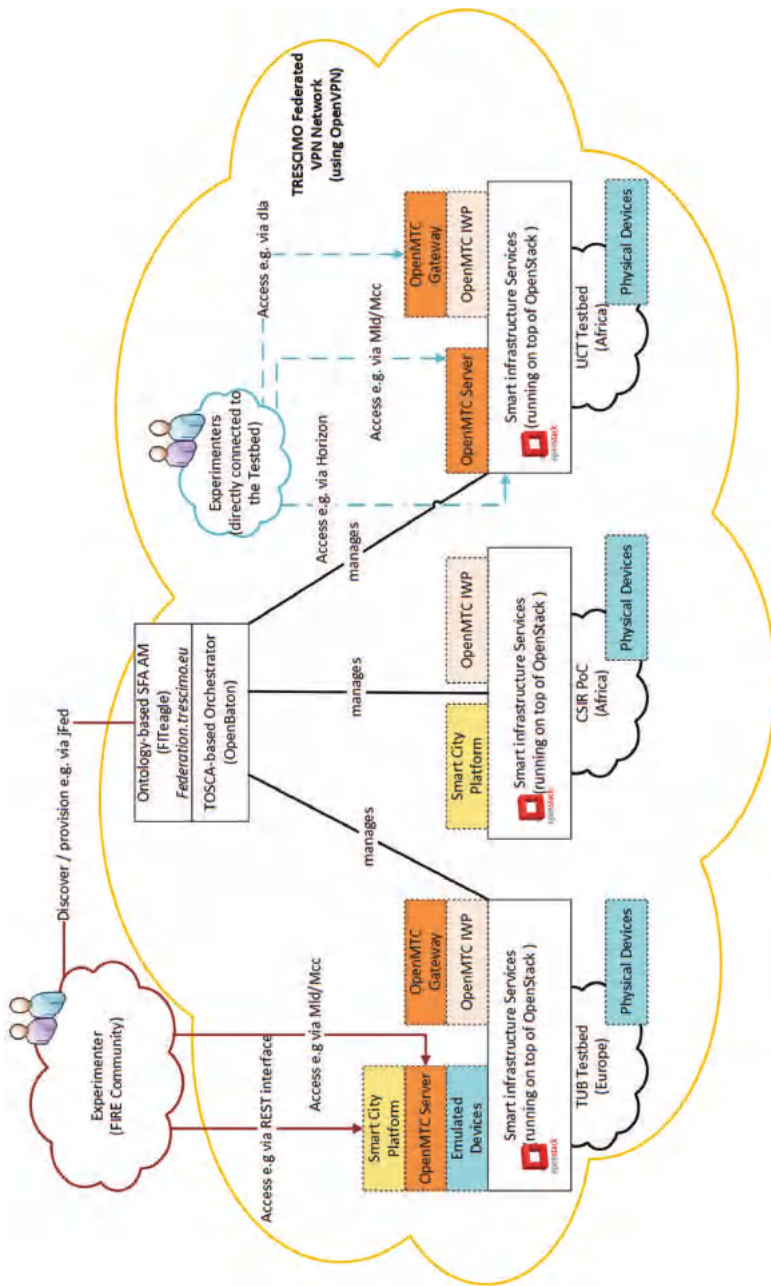 Discover / provision e.g. via jFed
Experimenter
(FIRE Community)
Access e.g via REST interface
Access e.g via MId/Mcc
Ontology-based SFA AM
(FITeagle)
Federation.trescimo.eu
TOSCA-based Orchestrator
(OpenBaton)
TRESCIMO Federated
VPN Network
(using OpenVPN)
Experimenters
(directly connected to
the Testbed)
Access e.g. via dIa
Access e.g. via MId/Mcc
Access e.g. via Horizon
manages
manages
manages
Smart City
Platform
OpenMTC Server
Emulated
Devices
OpenMTC
Gateway
OpenMTC IWP
Smart infrastructure Services
(running on top of OpenStack )
openstack
TUB Testbed
(Europe)
Physical Devices
Smart City
Platform
OpenMTC IWP
Smart infrastructure Services
(running on top of OpenStack )
openstack
CSIR PoC
(Africa)
Physical Devices
OpenMTC Server
OpenMTC
Gateway
OpenMTC IWP
Smart infrastructure Services
(running on top of OpenStack )
openstack
UCT Testbed
(Africa)
Physical Devices